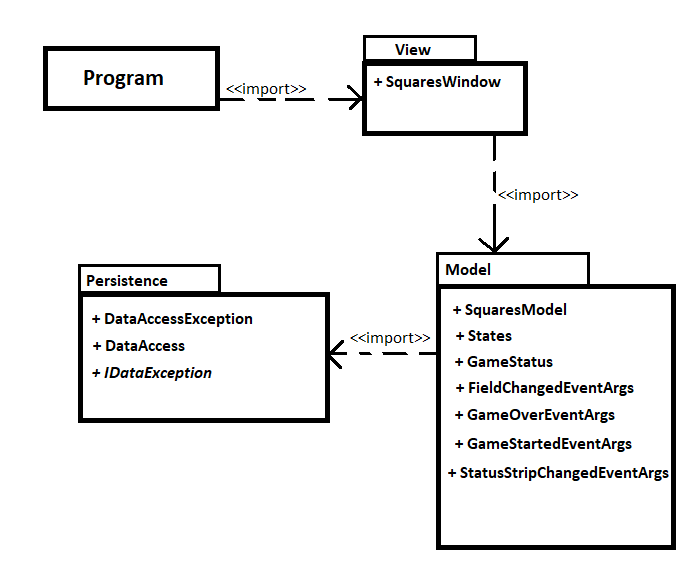 Program
<<import>>
View
+ SquaresWindow
<<import>>
Model
+ SquaresModel
+ States
+ GameStatus
+ FieldChangedEventArgs
+ GameOverEventArgs
+ GameStartedEventArgs
+ StatusStripChangedEventArgs
<<import>>
Persistence
+ DataAccessException
+ DataAccess
+ IDataException